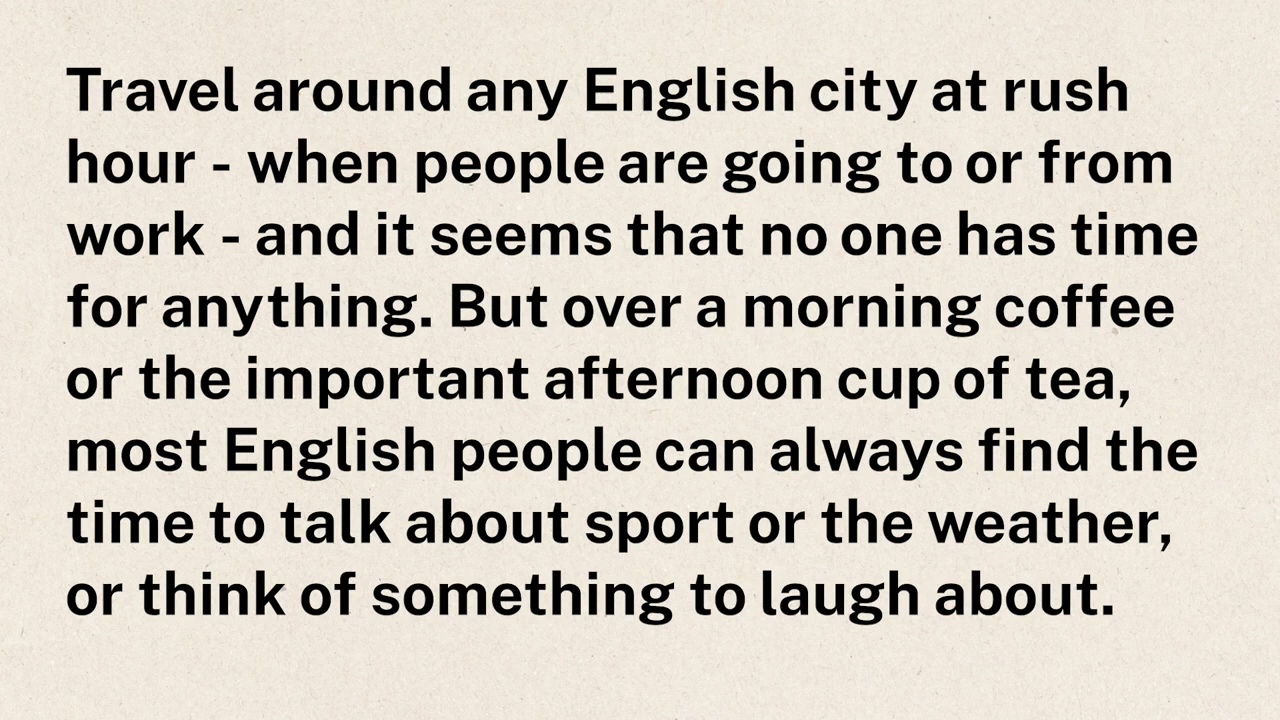 Travel around any English city at rush
hour - when people are going to or from
work - and it seems that no one has time
for anything. But over a morning coffee
or the important afternoon cup of tea,
most English people can always find the
time to talk about sport or the weather,
or think of something to laugh about.